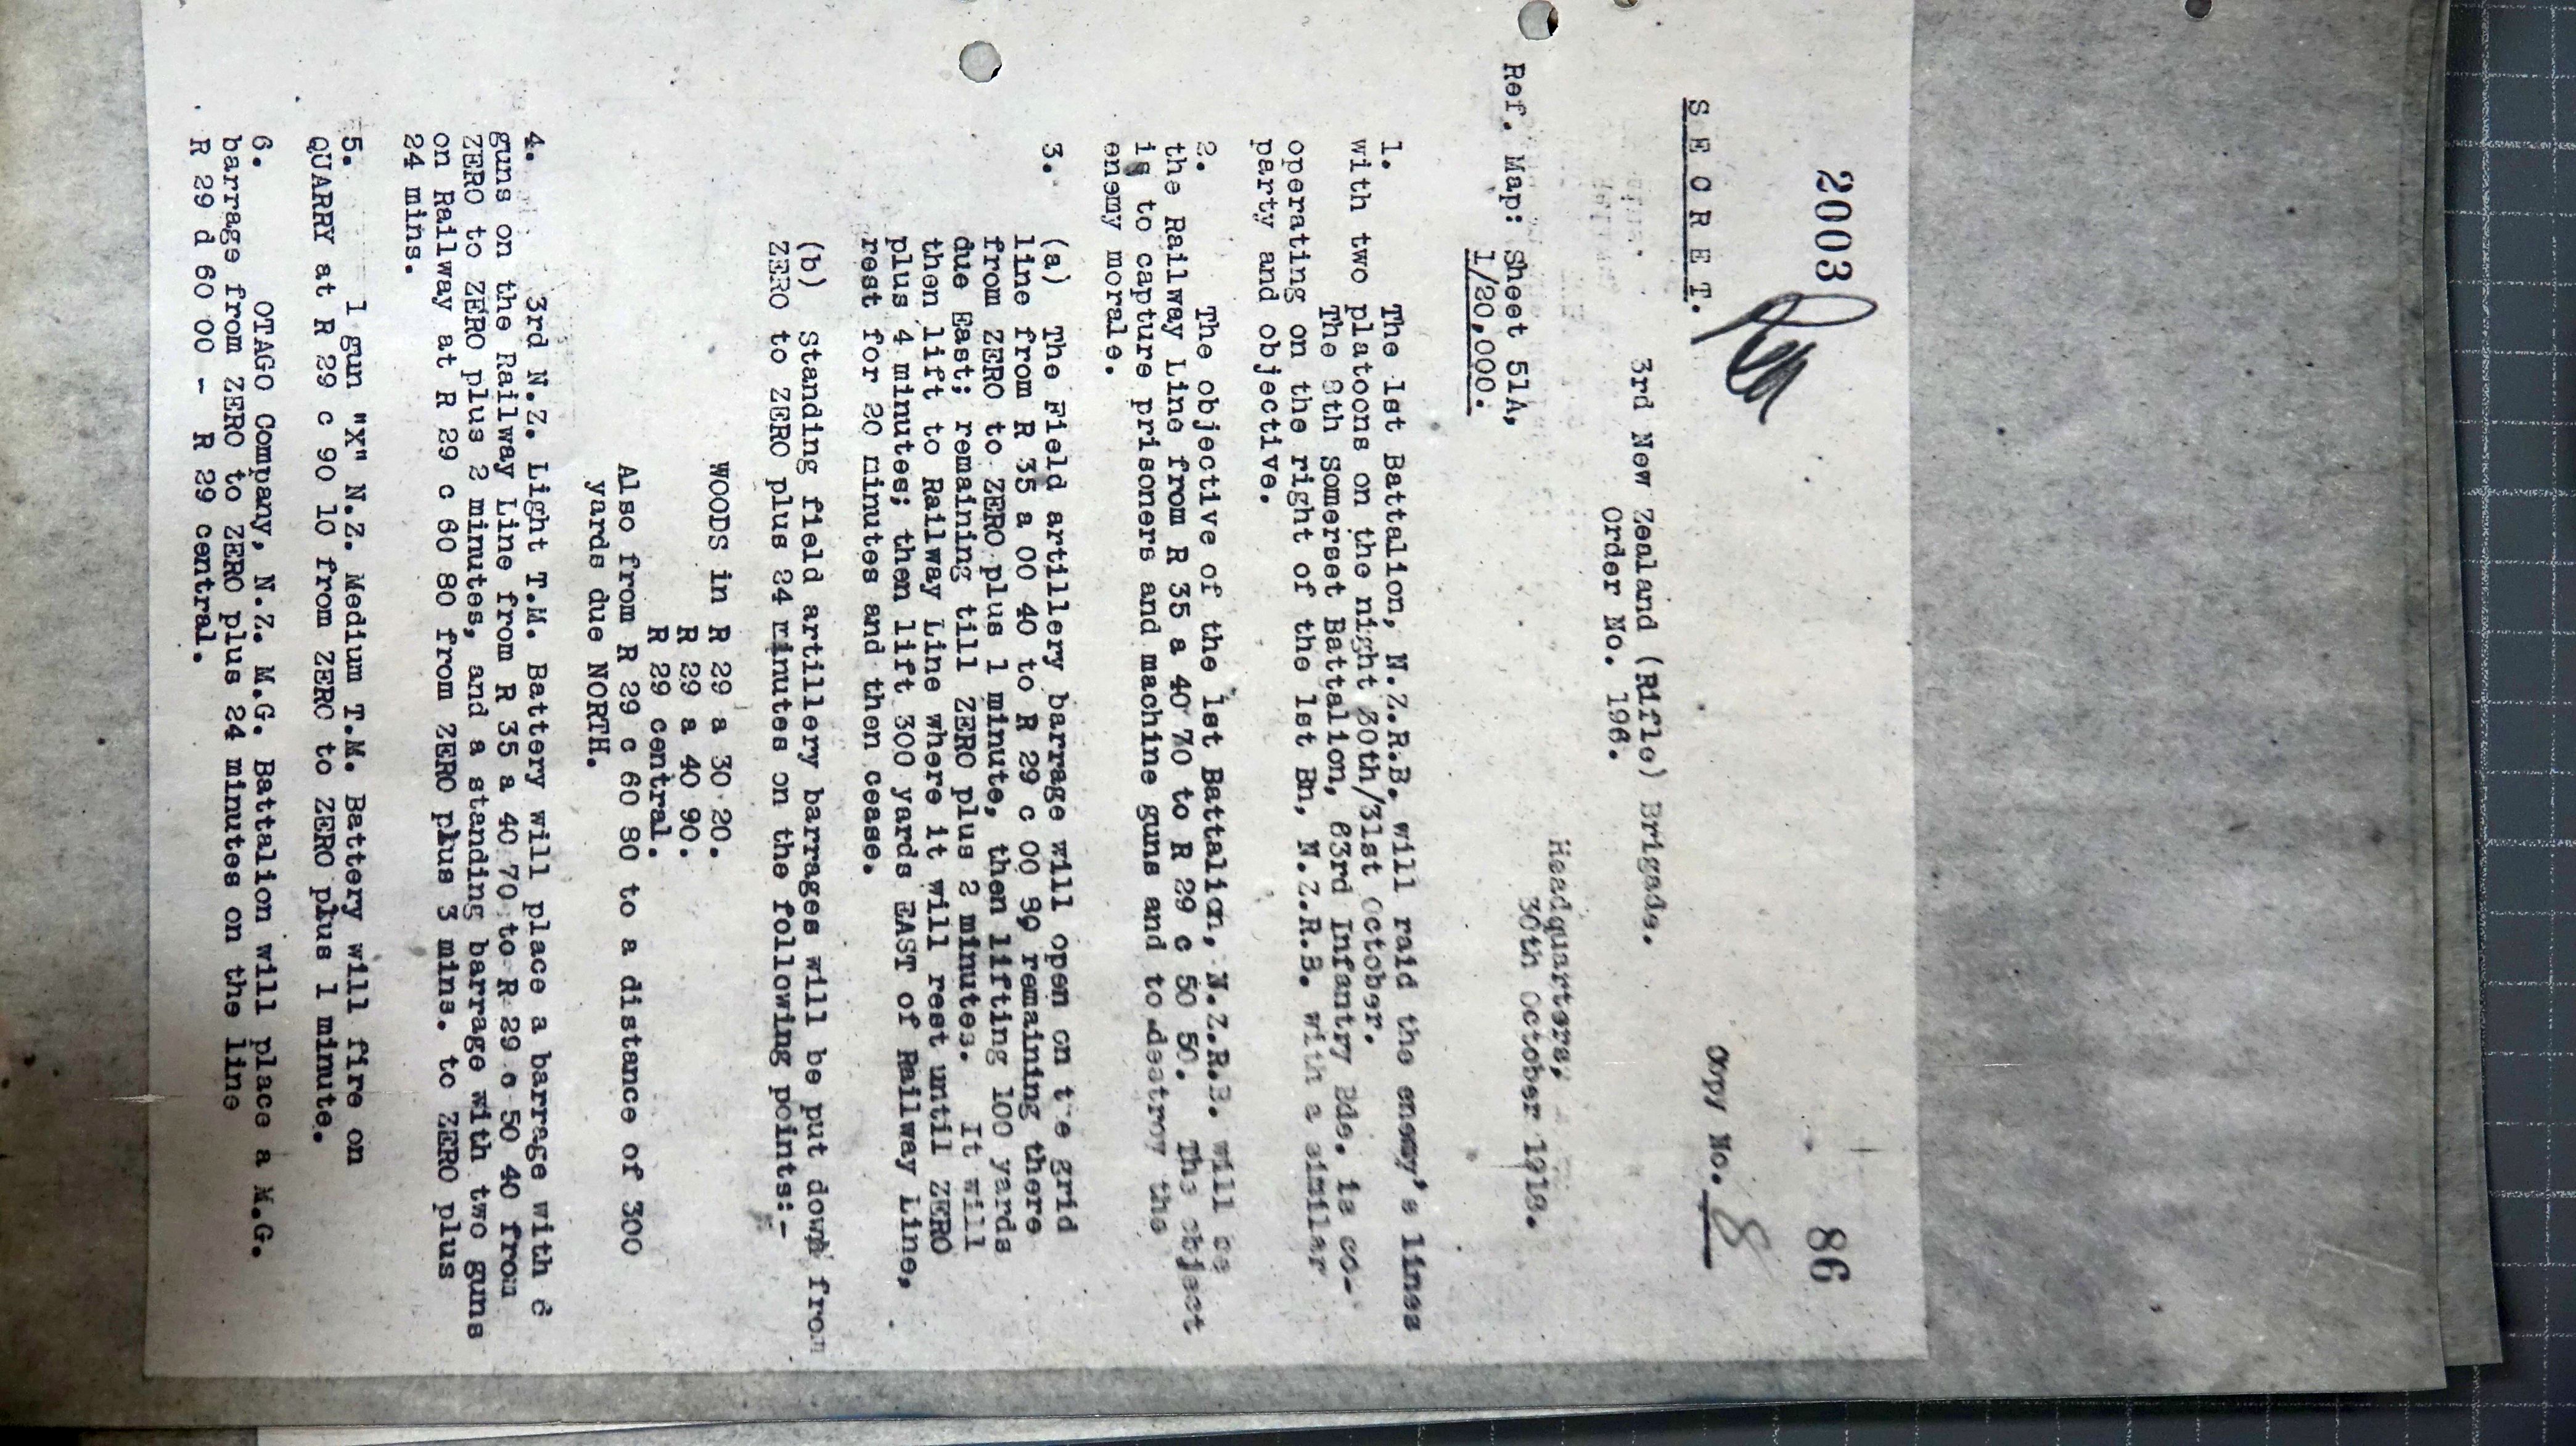 2003
86
SECRET.
Copy No. 8
3rd New Zealand (Rifle) Brigade.
Order No. 196.
Headquarters,
30th October 1918.
Ref. Map: Sheet 51A,
1/20,000.
1. The 1st Battalion, N.Z.R.B. will raid the enemy's lines
with two platoons on the night 30th/31st October.
The 8th Somerset Battalion, 63rd Infantry Bde. is co-
operating on the right of the 1st Bn, N.Z.R.B. with a similar
party and objective.
2. The objective of the 1st Battalion, N.Z.R.B. will be
the Railway Line from R 35 a 40 70 to R 29 c 50 50. The object
is to capture prisoners and machine guns and to destroy the
enemy morale.
3. (a) The Field artillery barrage will open on the grid
line from R 35 a 00 40 to R 29 c 00 80 remaining there
from ZERO to ZERO plus 1 minute, then lifting 100 yards
due East; remaining till ZERO plus 2 minutes. It will
then lift to Railway Line where it will rest until ZERO
plus 4 minutes; then lift 300 yards EAST of Railway Line,
rest for 20 minutes and then cease.
(b) Standing field artillery barrages will be put down from
ZERO to ZERO plus 24 minutes on the following points:-
WOODS in R 29 a 30 20.
R 29 a 40 90.
R 29 central.
Also from R 29 c 60 80 to a distance of 300
yards due NORTH.
4. 3rd N.Z. Light T.M. Battery will place a barrage with 6
guns on the Railway Line from R 35 a 40 70 to R 29 c 50 40 from
ZERO to ZERO plus 2 minutes, and a standing barrage with two guns
on Railway at R 29 c 60 80 from ZERO plus 3 mins. to ZERO plus
24 mins.
5. 1 gun "X" N.Z. Medium T.M. Battery will fire on
QUARRY at R 29 c 90 10 from ZERO to ZERO plus 1 minute.
6. OTAGO Company, N.Z. M.G. Battalion will place a M.G.
barrage from ZERO to ZERO plus 24 minutes on the line
R 29 d 60 00 - R 29 central.